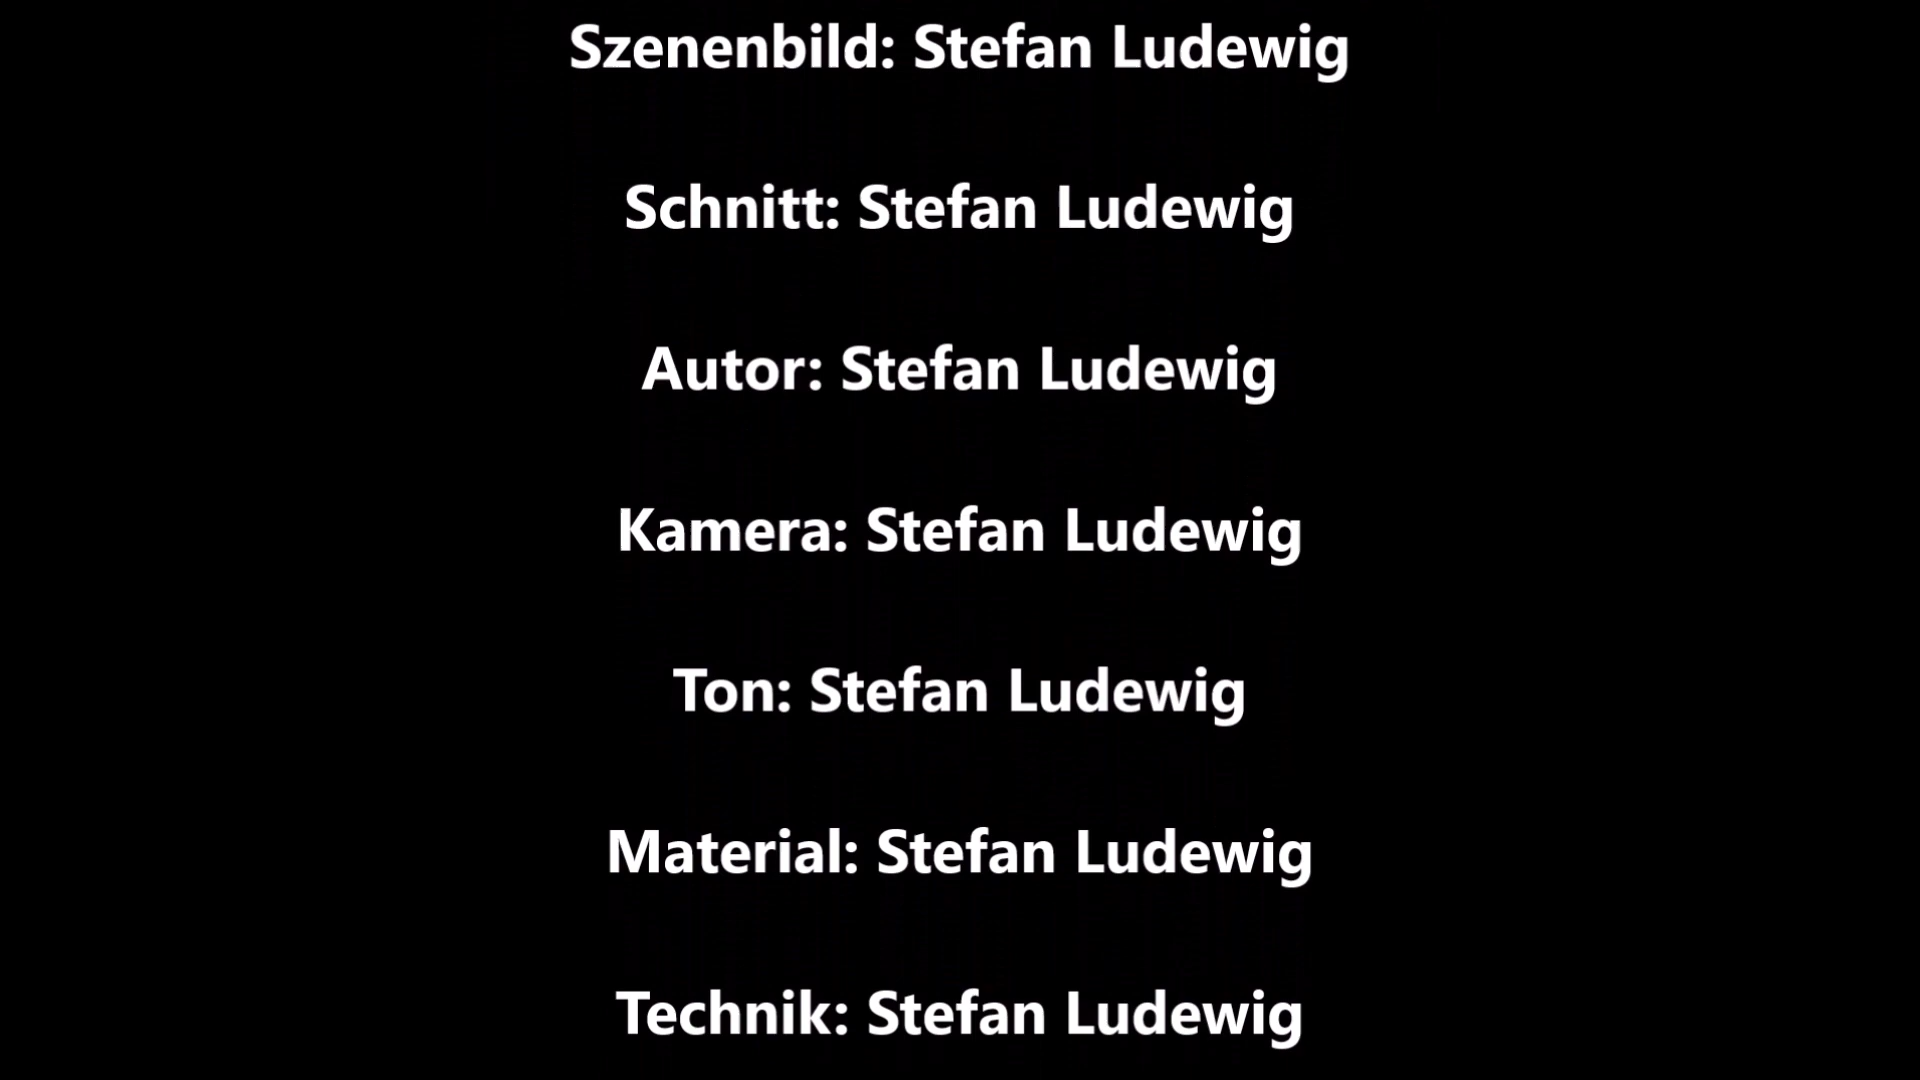 Szenenbild: Stefan Ludewig
Schnitt: Stefan Ludewig
Autor: Stefan Ludewig
Kamera: Stefan Ludewig
Ton: Stefan Ludewig
Material: Stefan Ludewig
Technik: Stefan Ludewig